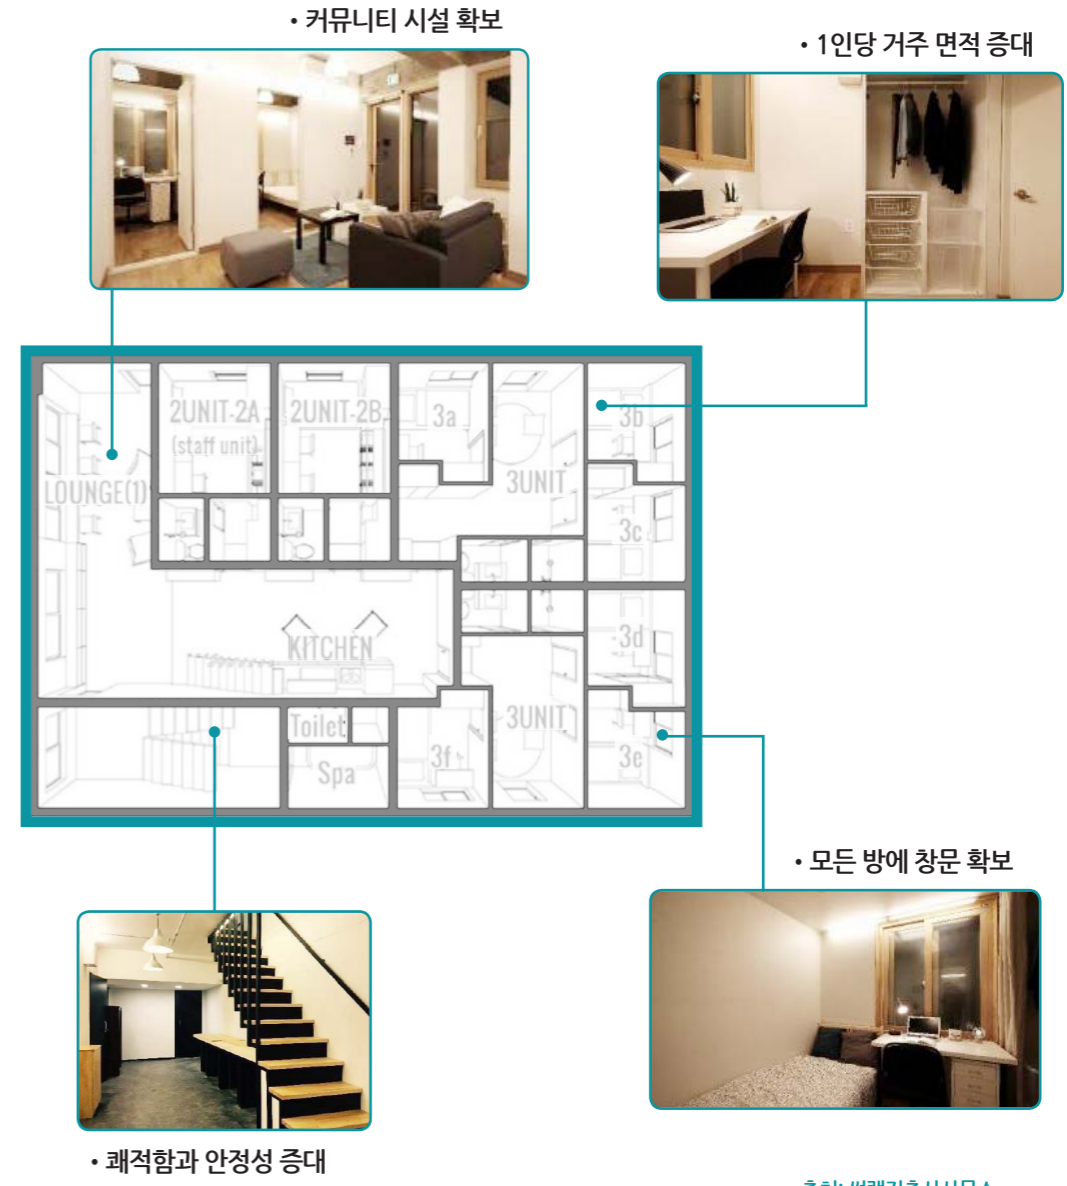 • 커뮤니티 시설 확보
• 1인당 거주 면적 증대
2UNIT-2A
(staff unit)
2UNIT-2B
3a
3b
LOUNGE(1)
3UNIT
3c
KITCHEN
3d
Toilet
3UNIT
3f
3e
Spa
• 모든 방에 창문 확보
• 쾌적함과 안정성 증대